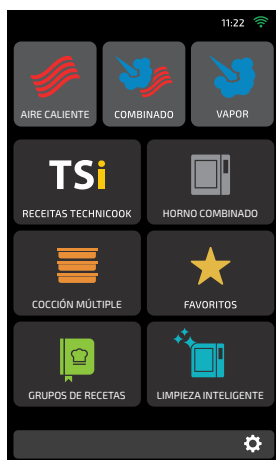 11:22
AIRE CALIENTE COMBINADO VAPOR
TSi
RECEITAS TECHNICOOK HORNO COMBINADO
COCCIÓN MÚLTIPLE FAVORITOS
GRUPOS DE RECETAS LIMPIEZA INTELIGENTE